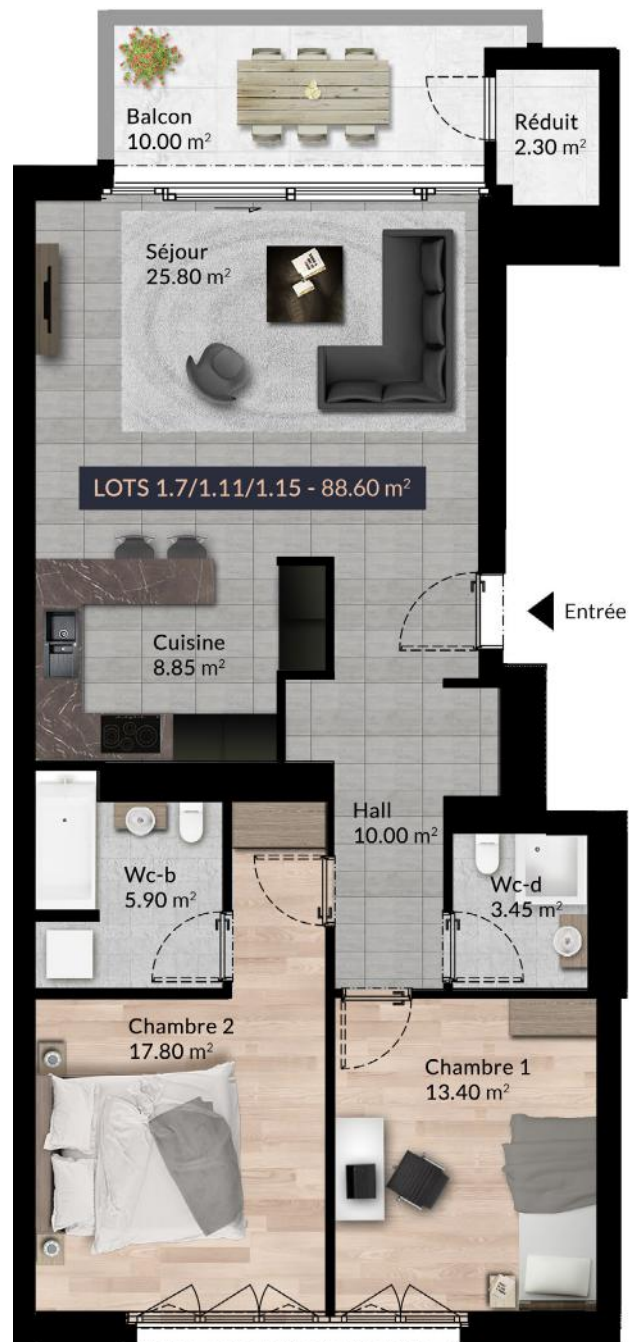 Balcon
10.00 m²
Réduit
2.30 m²
Séjour
25.80 m²
LOTS 1.7/1.11/1.15 - 88.60 m²
Entrée
Cuisine
8.85 m²
Hall
10.00 m²
Wc-b
5.90 m²
Wc-d
3.45 m²
Chambre 2
17.80 m²
Chambre 1
13.40 m²